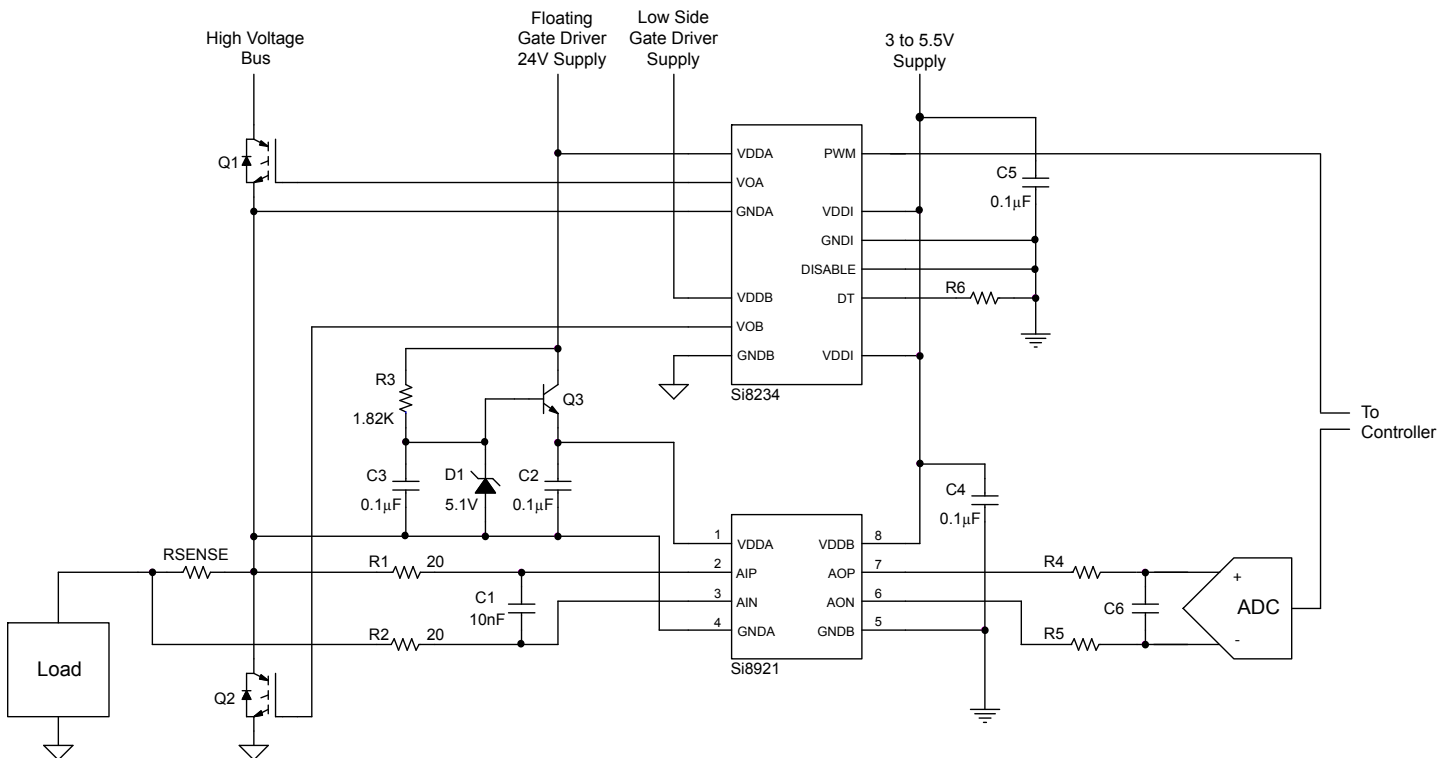 High Voltage
Bus
Floating
Gate Driver
24V Supply
Low Side
Gate Driver
Supply
3 to 5.5V
Supply
Q1
VDDA
VOA
GNDA
VDDB
VOB
GNDB
PWM
VDDI
GNDI
DISABLE
DT
VDDI
Si8234
C5
0.1μF
R6
R3
1.82K
Q3
C3
0.1μF
D1
5.1V
C2
0.1μF
To
Controller
C4
0.1μF
RSENSE
R1 20
C1
10nF
R2 20
1
2
3
4
VDDA
AIP
AIN
GNDA
VDDB
AOP
AON
GNDB
8
7
6
5
Si8921
R4
C6
R5
+
-
ADC
Load
Q2